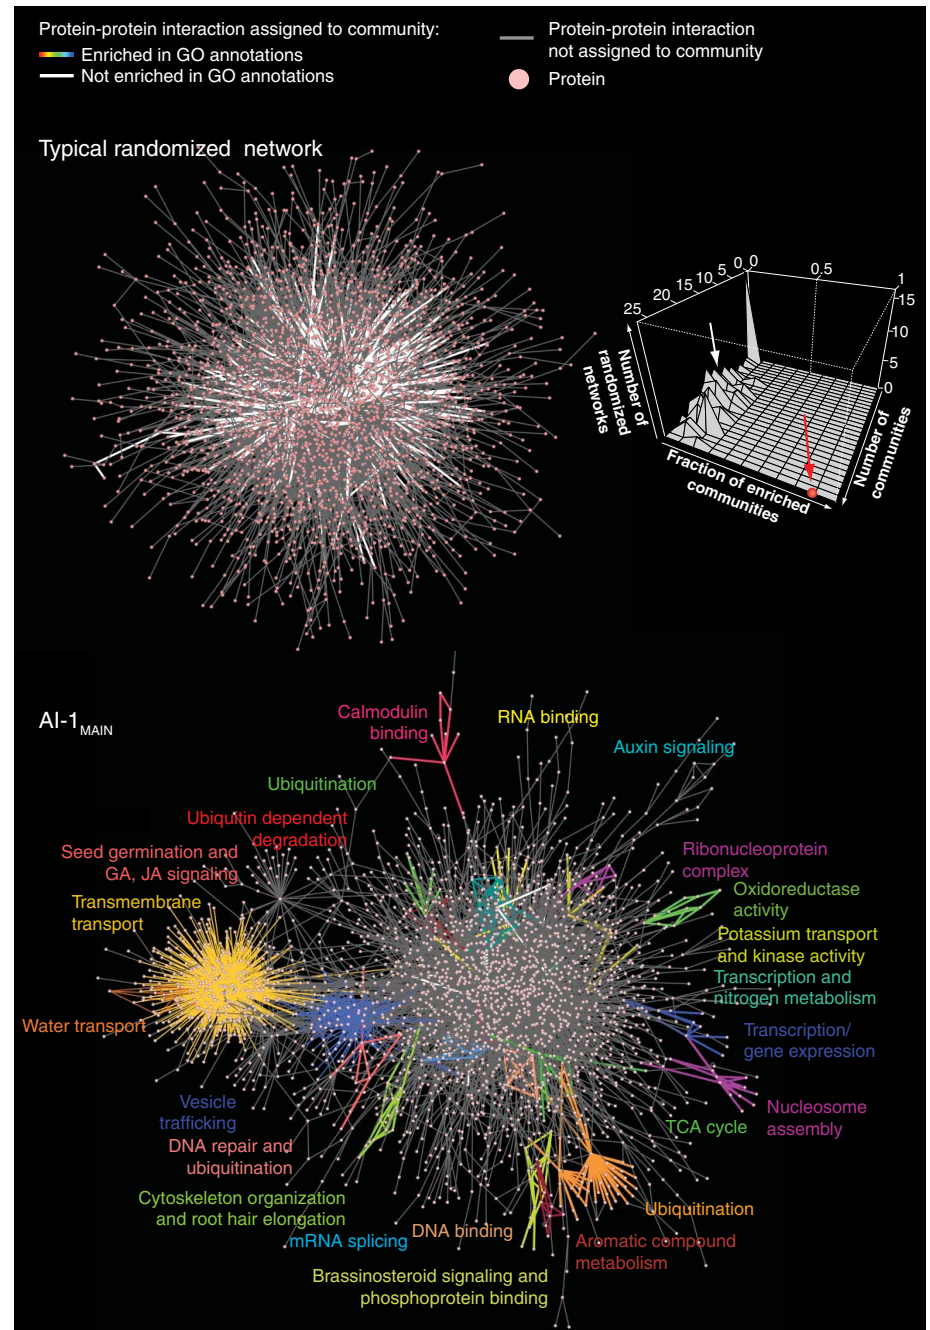 Protein-protein interaction assigned to community:
Enriched in GO annotations
Not enriched in GO annotations
Protein-protein interaction
not assigned to community
Protein
Typical randomized network
0 0
0.5
1
5
10
15
20
25
15
10
5
0
Number of
randomized
networks
Fraction of enriched
communities
Number of
communities
AI-1MAIN
Calmodulin
binding
RNA binding
Auxin signaling
Ubiquitination
Ubiquitin dependent
degradation
Seed germination and
GA, JA signaling
Transmembrane
transport
Water transport
Ribonucleoprotein
complex
Oxidoreductase
activity
Potassium transport
and kinase activity
Transcription and
nitrogen metabolism
Transcription/
gene expression
Nucleosome
assembly
TCA cycle
Vesicle
trafficking
DNA repair and
ubiquitination
Cytoskeleton organization
and root hair elongation
mRNA splicing
DNA binding
Ubiquitination
Aromatic compound
metabolism
Brassinosteroid signaling and
phosphoprotein binding